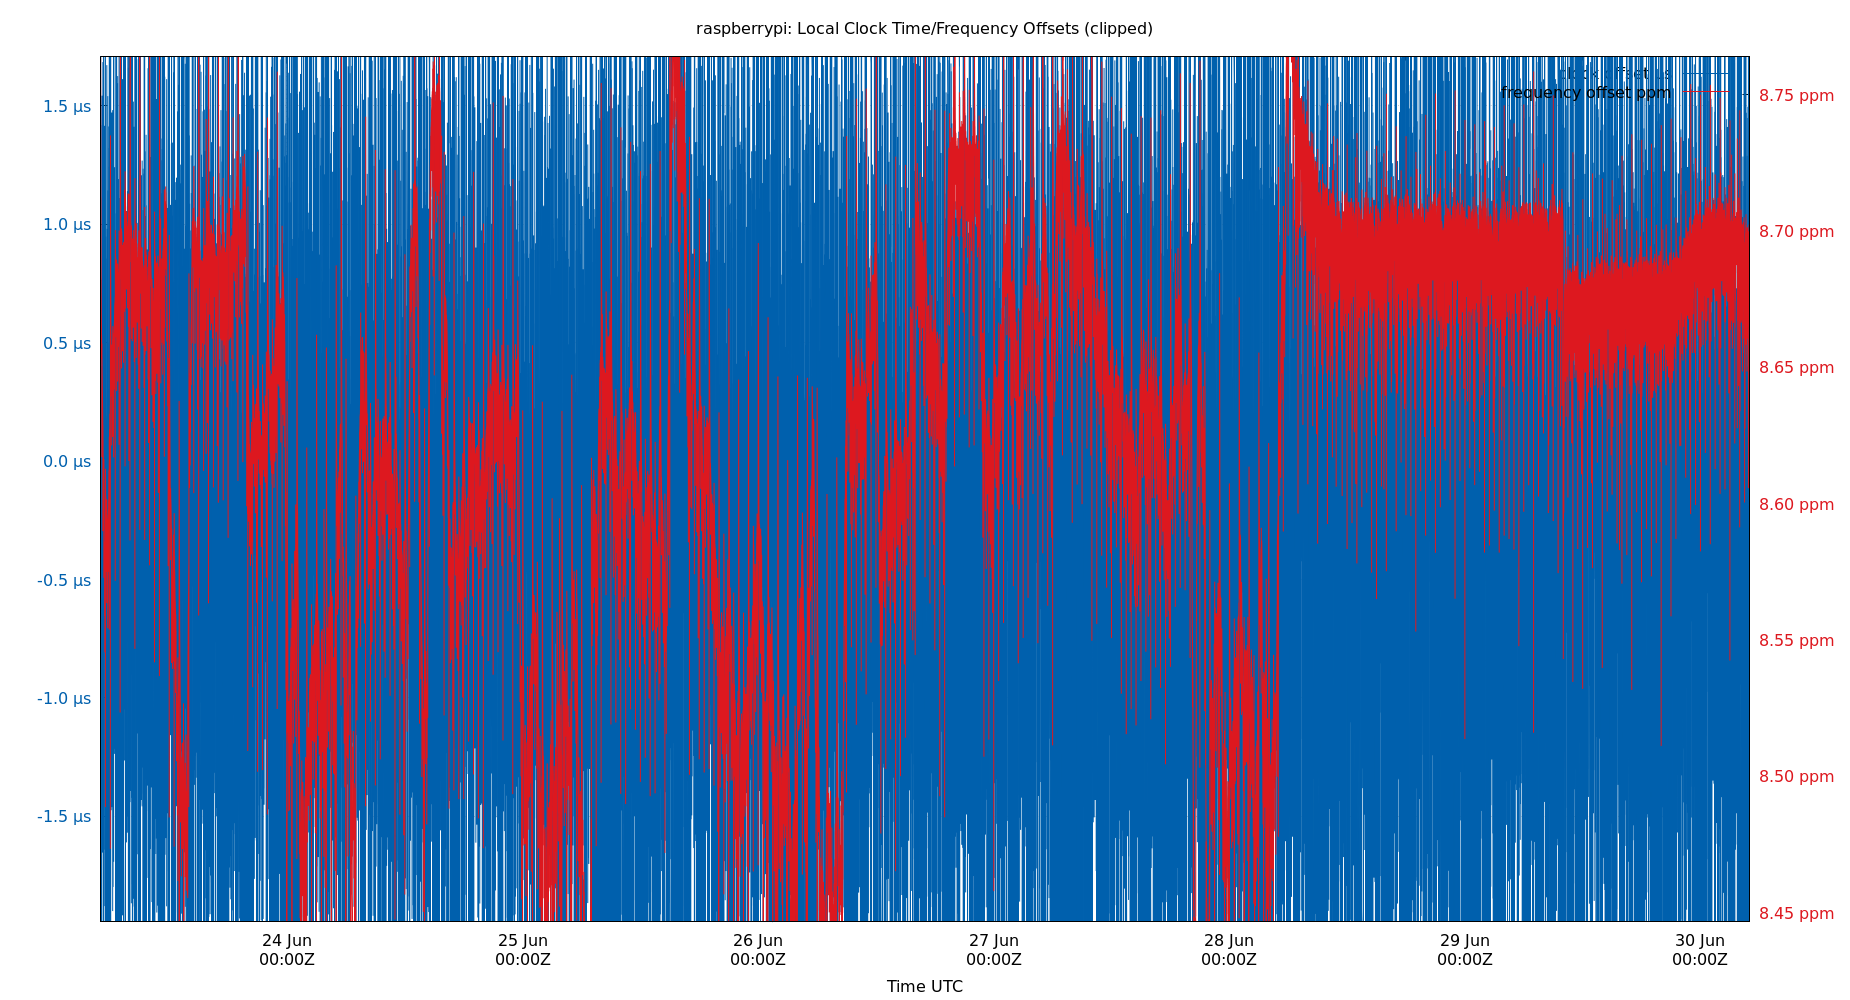 raspberrypi: Local Clock Time/Frequency Offsets (clipped)
clock offset µs
frequency offset ppm
1.5 µs
1.0 µs
0.5 µs
0.0 µs
-0.5 µs
-1.0 µs
-1.5 µs
8.75 ppm
8.70 ppm
8.65 ppm
8.60 ppm
8.55 ppm
8.50 ppm
8.45 ppm
24 Jun
00:00Z
25 Jun
00:00Z
26 Jun
00:00Z
27 Jun
00:00Z
28 Jun
00:00Z
29 Jun
00:00Z
30 Jun
00:00Z
Time UTC